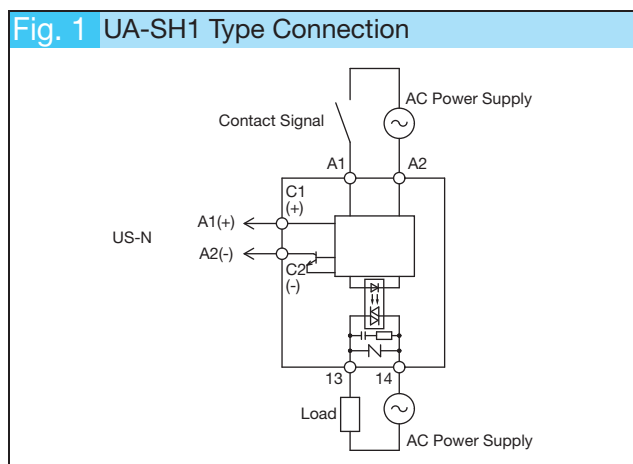 Fig. 1 UA-SH1 Type Connection
AC Power Supply
Contact Signal
A1 A2
C1
(+)
A1(+)
US-N
A2(-)
C2
(-)
13 14
Load
AC Power Supply